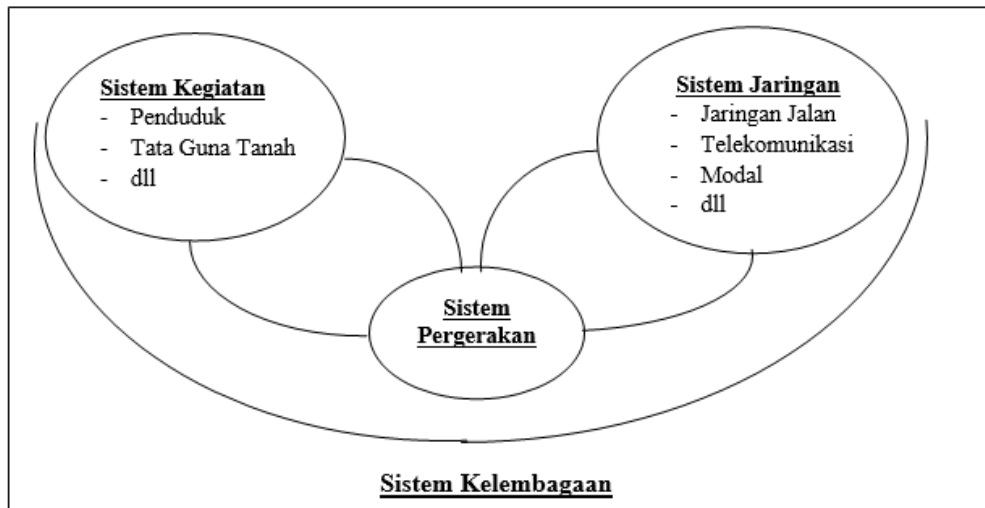 Sistem Kegiatan
- Penduduk
- Tata Guna Tanah
- dll
Sistem Jaringan
- Jaringan Jalan
- Telekomunikasi
- Modal
- dll
Sistem
Pergerakan
Sistem Kelembagaan